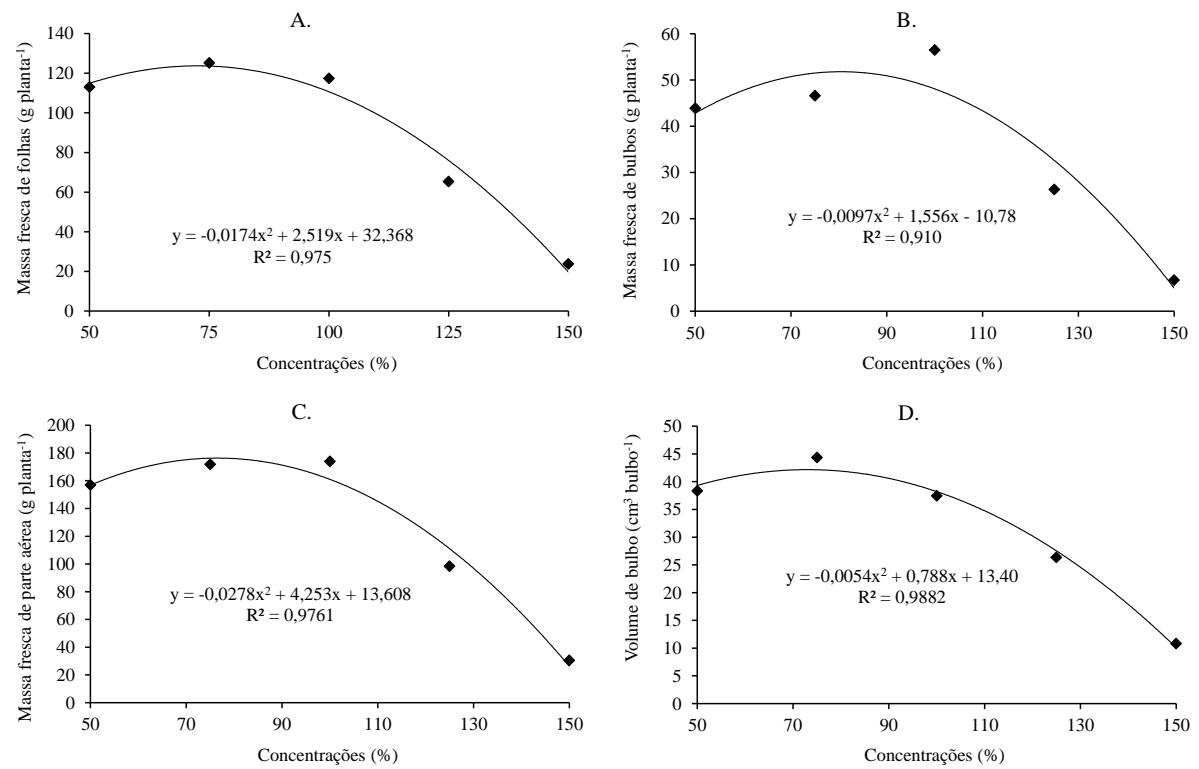 A.
Massa fresca de folhas (g planta⁻¹)
140
120
100
80
60
40
20
0
y = -0,0174x² + 2,519x + 32,368
R² = 0,975
50 75 100 125 150
Concentrações (%)
B.
Massa fresca de bulbos (g planta⁻¹)
60
50
40
30
20
10
0
y = -0,0097x² + 1,556x - 10,78
R² = 0,910
50 70 90 110 130 150
Concentrações (%)
C.
Massa fresca de parte aérea (g planta⁻¹)
200
180
160
140
120
100
80
60
40
20
0
y = -0,0278x² + 4,253x + 13,608
R² = 0,9761
50 70 90 110 130 150
Concentrações (%)
D.
Volume de bulbo (cm³ bulbo⁻¹)
50
45
40
35
30
25
20
15
10
5
0
y = -0,0054x² + 0,788x + 13,40
R² = 0,9882
50 70 90 110 130 150
Concentrações (%)